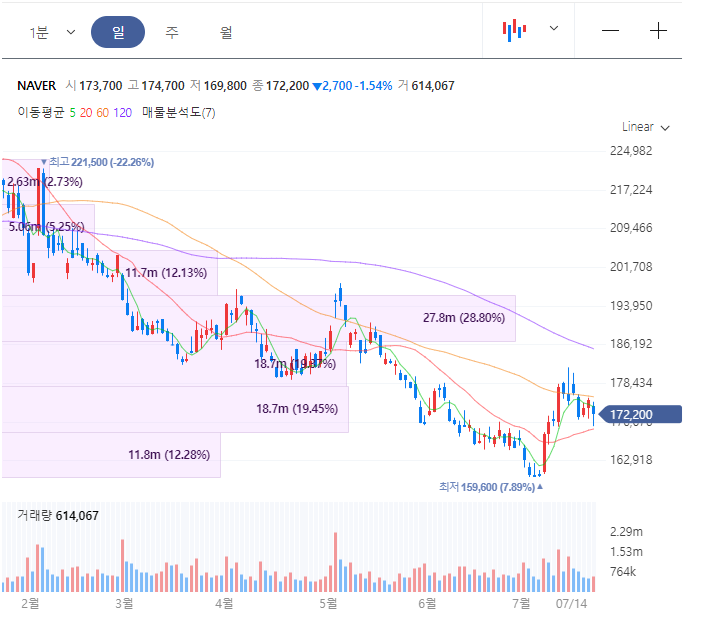 1분 일 주 월
NAVER 시 173,700 고 174,700 저 169,800 종 172,200 ▼2,700 -1.54% 거 614,067
이동평균 5 20 60 120 매물분석도(7)
Linear
224,982
최고 221,500 (-22.26%)
2.63m (2.73%)
217,224
5.06m (5.25%)
209,466
11.7m (12.13%)
201,708
193,950
27.8m (28.80%)
186,192
18.7m (19.37%)
178,434
18.7m (19.45%)
172,200
11.8m (12.28%)
162,918
최저 159,600 (7.89%)▲
거래량 614,067
2.29m
1.53m
764k
2월 3월 4월 5월 6월 7월 07/14